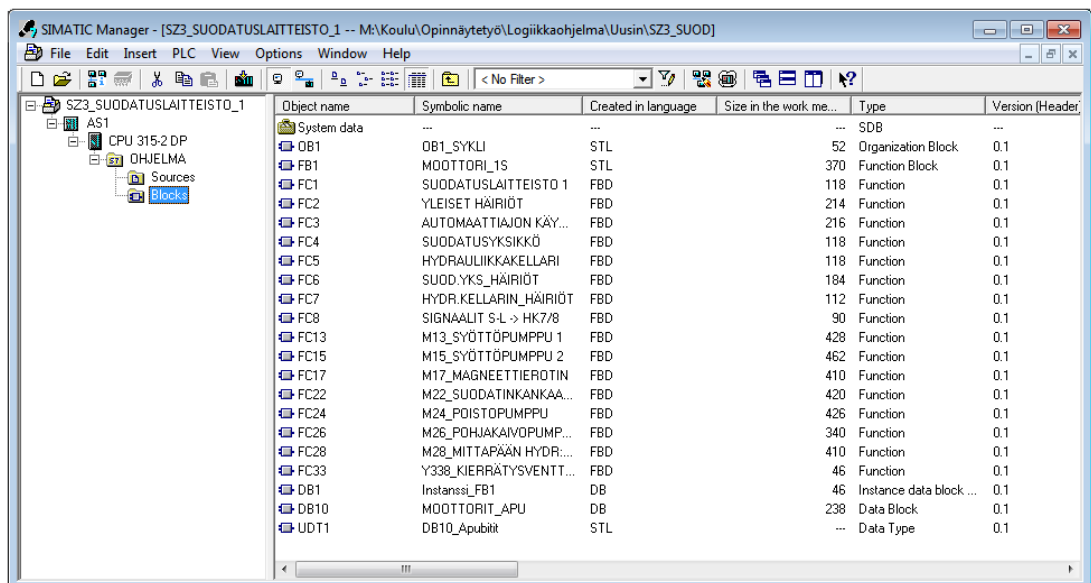 SIMATIC Manager - [SZ3_SUODATUSLAITTEISTO_1 -- M:\Koulu\Opinnäytetyö\Logiikkaohjelma\Uusin\SZ3_SUOD]
File Edit Insert PLC View Options Window Help
< No Filter >
SZ3_SUODATUSLAITTEISTO_1
AS1
CPU 315-2 DP
OHJELMA
Sources
Blocks
Object name Symbolic name Created in language Size in the work me... Type Version (Header)
System data --- --- --- SDB ---
OB1 OB1_SYKLI STL 52 Organization Block 0.1
FB1 MOOTTORI_1S STL 370 Function Block 0.1
FC1 SUODATUSLAITTEISTO 1 FBD 118 Function 0.1
FC2 YLEISET HÄIRIÖT FBD 214 Function 0.1
FC3 AUTOMAATTIAJON KÄY... FBD 216 Function 0.1
FC4 SUODATUSYKSIKKÖ FBD 118 Function 0.1
FC5 HYDRAULIIKKAKELLARI FBD 118 Function 0.1
FC6 SUOD.YKS_HÄIRIÖT FBD 184 Function 0.1
FC7 HYDR.KELLARIN_HÄIRIÖT FBD 112 Function 0.1
FC8 SIGNAALIT S-L -> HK7/8 FBD 90 Function 0.1
FC13 M13_SYÖTTÖPUMPPU 1 FBD 428 Function 0.1
FC15 M15_SYÖTTÖPUMPPU 2 FBD 462 Function 0.1
FC17 M17_MAGNEETTIEROTIN FBD 410 Function 0.1
FC22 M22_SUODATINKANKAA... FBD 420 Function 0.1
FC24 M24_POISTOPUMPPU FBD 426 Function 0.1
FC26 M26_POHJAKAIVOPUMP... FBD 340 Function 0.1
FC28 M28_MITTAPÄÄN HYDR:... FBD 410 Function 0.1
FC33 Y338_KIERRÄTYSVENTT... FBD 46 Function 0.1
DB1 Instanssi_FB1 DB 46 Instance data block ... 0.1
DB10 MOOTTORIT_APU DB 238 Data Block 0.1
UDT1 DB10_Apubitit STL --- Data Type 0.1